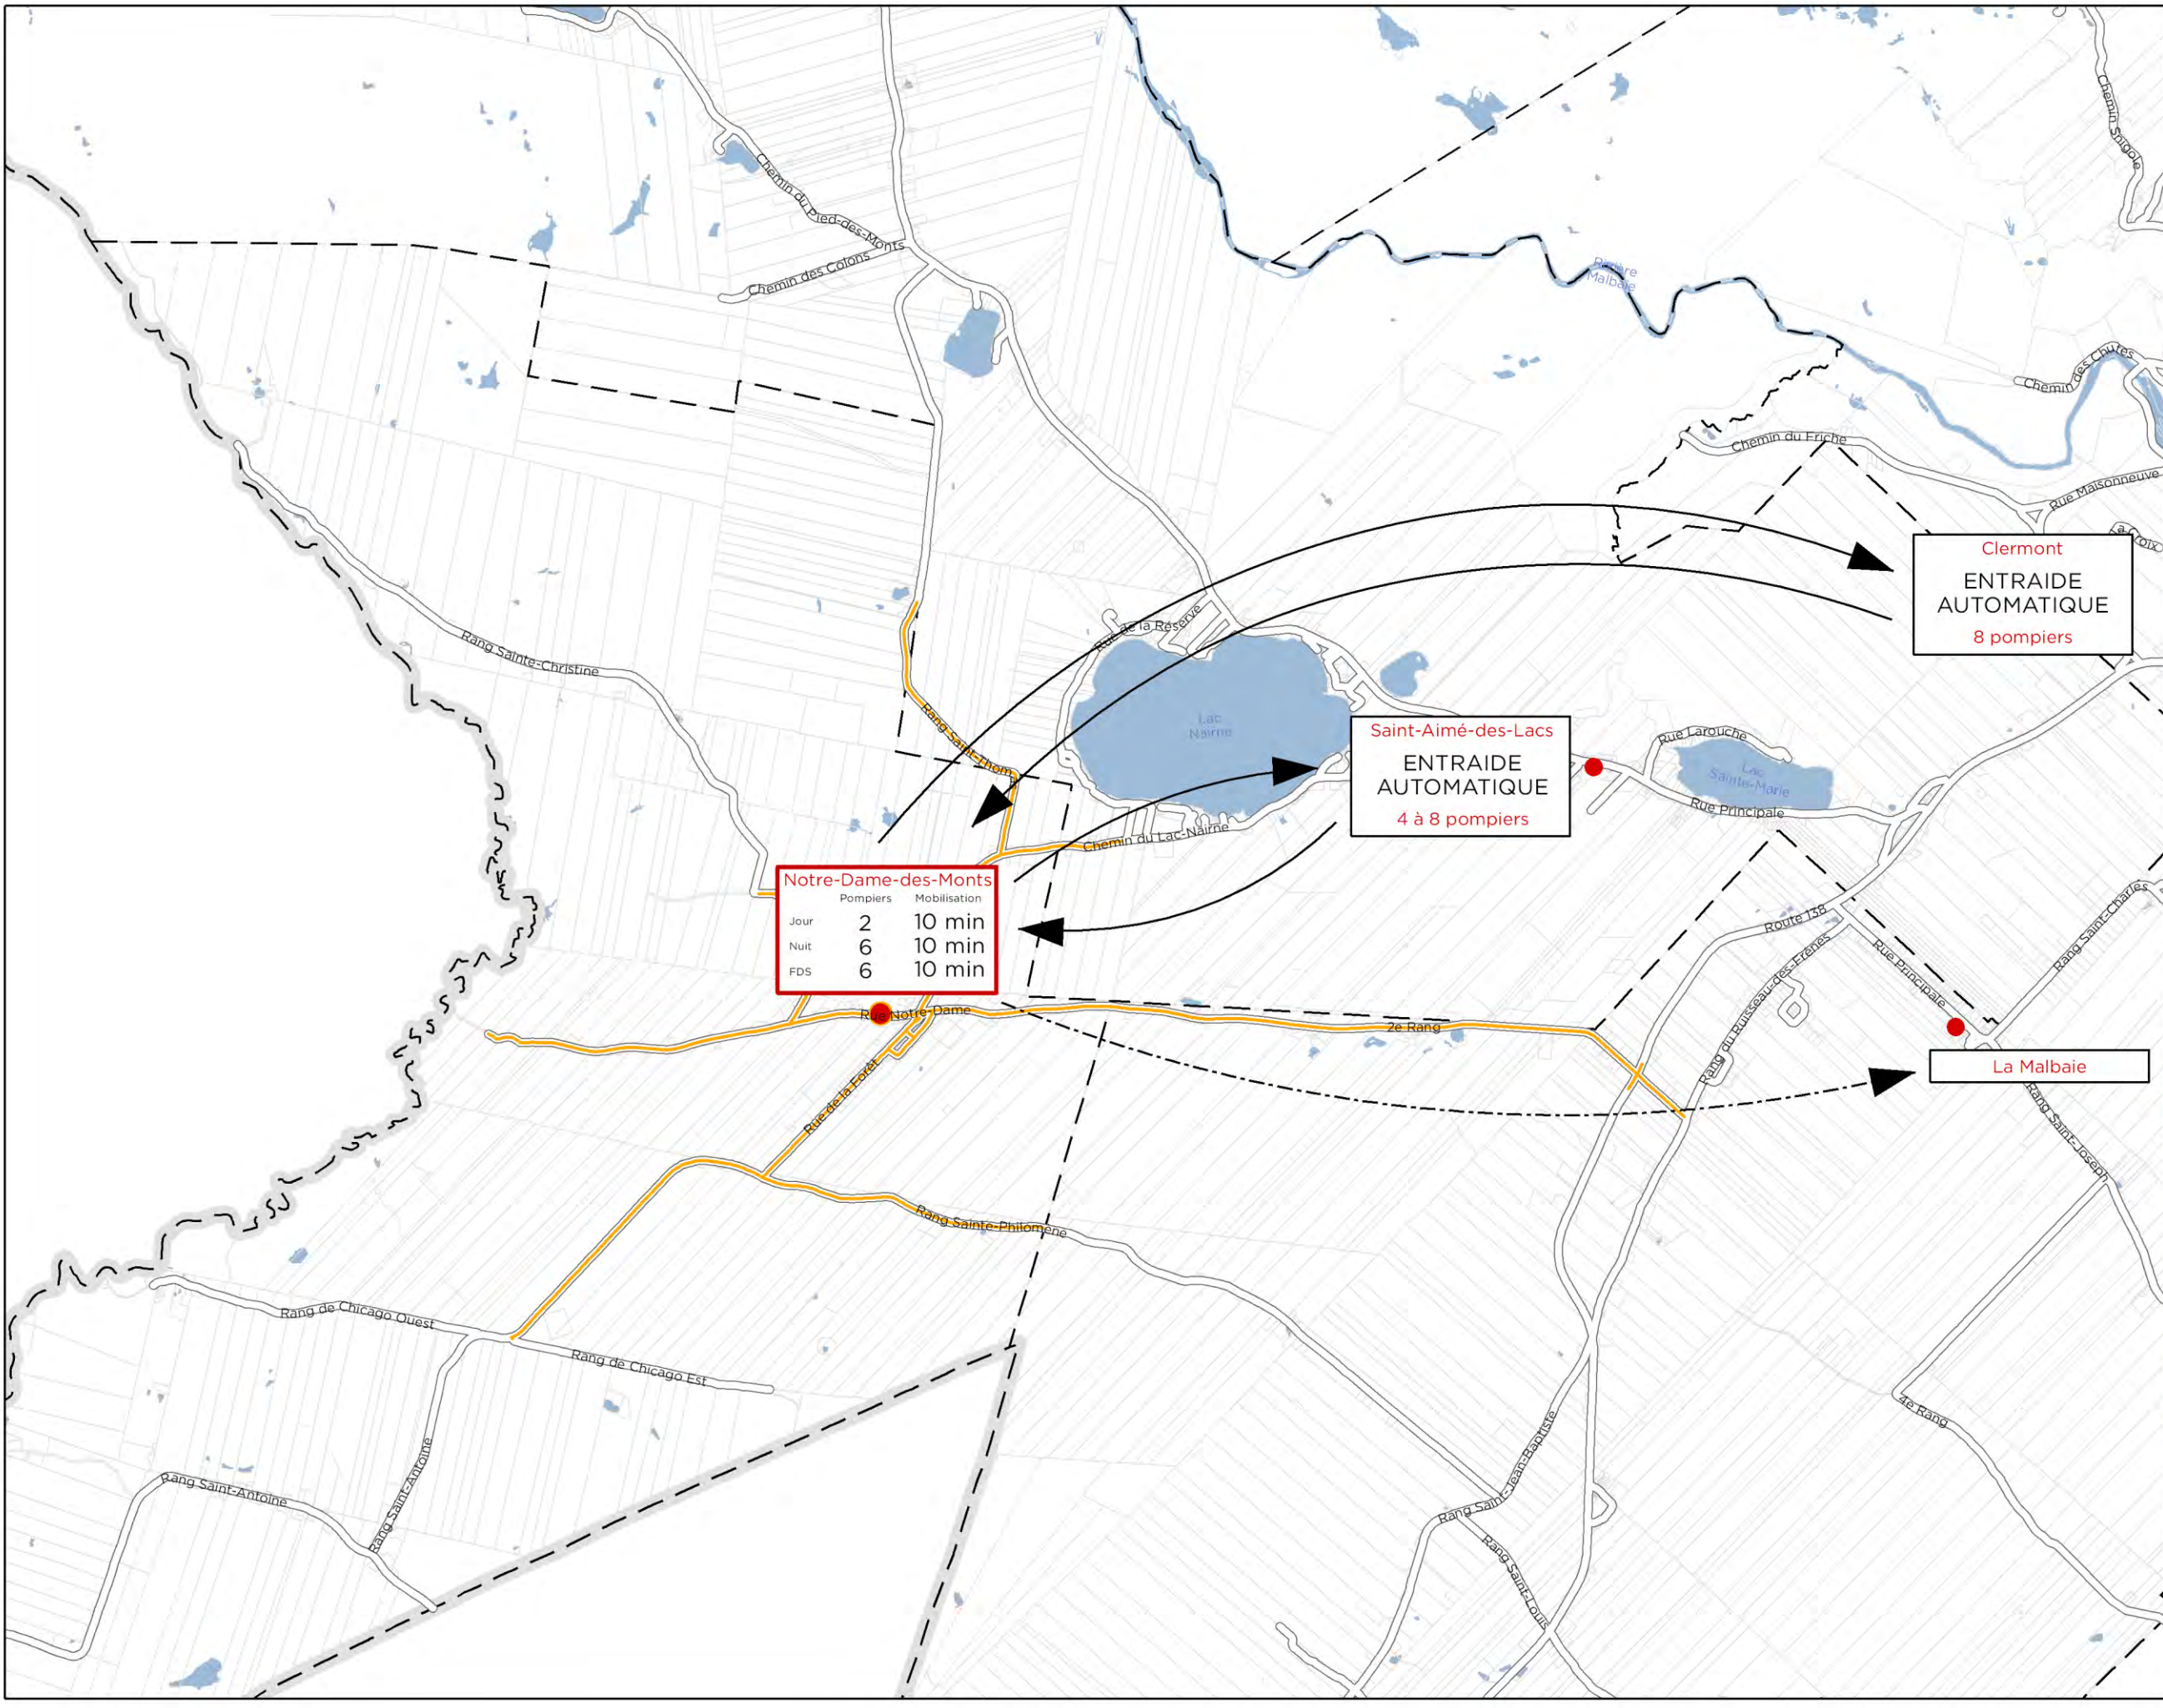 Chemin Snigole
Chemin du Pied-des-Monts
Chemin des Colons
Rivière
Malbaie
Chemin des Chutes
Chemin du Friche
Rue Maisonneuve
Clermont
ENTRAIDE
AUTOMATIQUE
8 pompiers
Rang Sainte-Christine
Rue de la Réserve
Lac
Nairne
Rang Saint-Thom
Saint-Aimé-des-Lacs
ENTRAIDE
AUTOMATIQUE
4 à 8 pompiers
Rue Larouche
Lac
Sainte-Marie
Rue Principale
Chemin du Lac-Nairne
Notre-Dame-des-Monts
Pompiers Mobilisation
Jour 2 10 min
Nuit 6 10 min
FDS 6 10 min
Route 138
Rang Saint-Charles
Rue Principale
Rang du Ruisseau-des-Frênes
Rue Notre-Dame
2e Rang
La Malbaie
Rue de la Forêt
Rang Saint-Joseph
Rang Sainte-Philomène
Rang de Chicago Ouest
Rang de Chicago Est
4e Rang
Rang Saint-Antoine
Rang Saint-Antoine
Rang Saint-Jean-Baptiste
Rang Saint-Louis